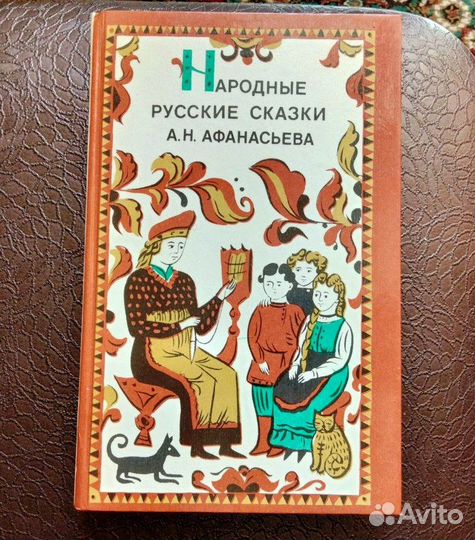 Народные
русские сказки
А.Н. Афанасьева
Avito